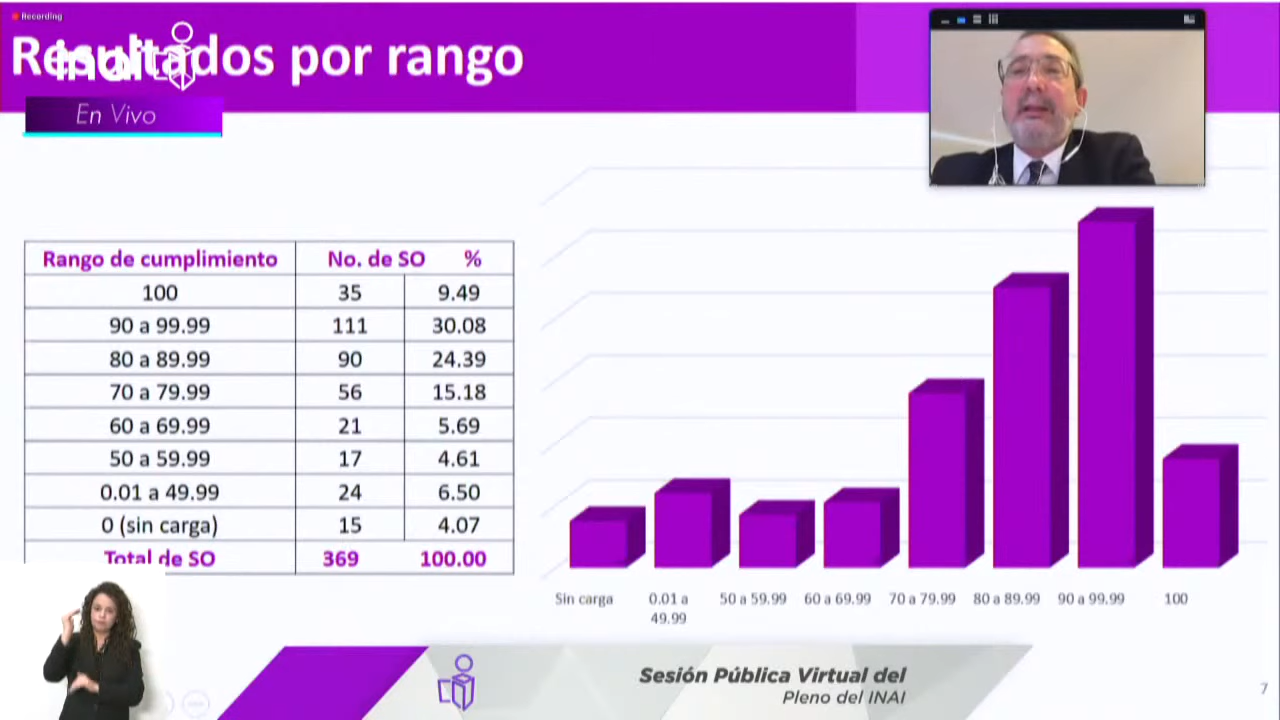 Recording
Resultados por rango
inai
En Vivo
Rango de cumplimiento No. de SO %
100 35 9.49
90 a 99.99 111 30.08
80 a 89.99 90 24.39
70 a 79.99 56 15.18
60 a 69.99 21 5.69
50 a 59.99 17 4.61
0.01 a 49.99 24 6.50
0 (sin carga) 15 4.07
Total de SO 369 100.00
Sin carga 0.01 a 50 a 59.99 60 a 69.99 70 a 79.99 80 a 89.99 90 a 99.99 100
49.99
Sesión Pública Virtual del
Pleno del INAI
7